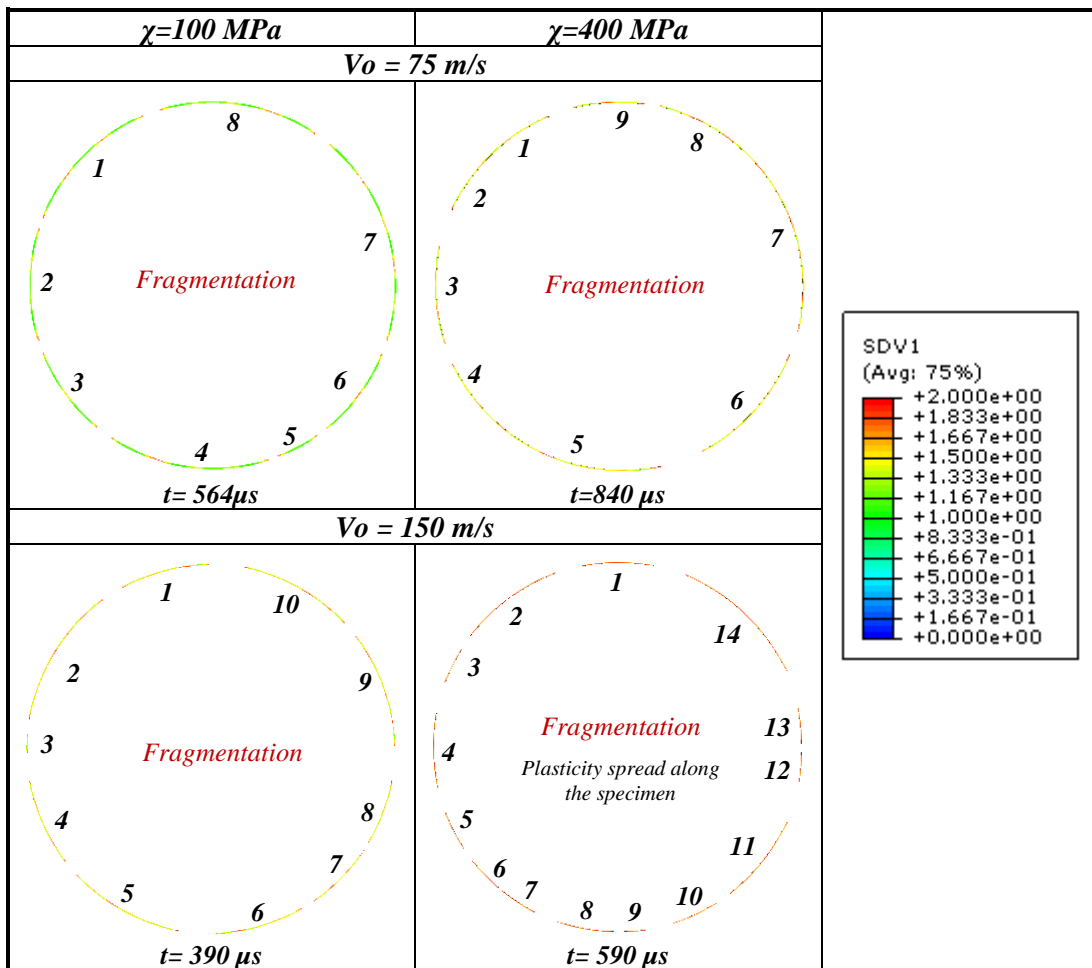 χ=100 MPa
χ=400 MPa
Vo = 75 m/s
8
1
2
7
Fragmentation
3
6
5
4
t= 564μs
9
1
8
2
7
3
Fragmentation
4
6
5
t=840 μs
Vo = 150 m/s
1
10
2
9
3
Fragmentation
4
8
7
5
6
t= 390 μs
1
2
14
3
Fragmentation
13
4
Plasticity spread along
12
the specimen
5
11
6
7
10
8
9
t= 590 μs
SDV1
(Avg: 75%)
+2.000e+00
+1.833e+00
+1.667e+00
+1.500e+00
+1.333e+00
+1.167e+00
+1.000e+00
+8.333e-01
+6.667e-01
+5.000e-01
+3.333e-01
+1.667e-01
+0.000e+00